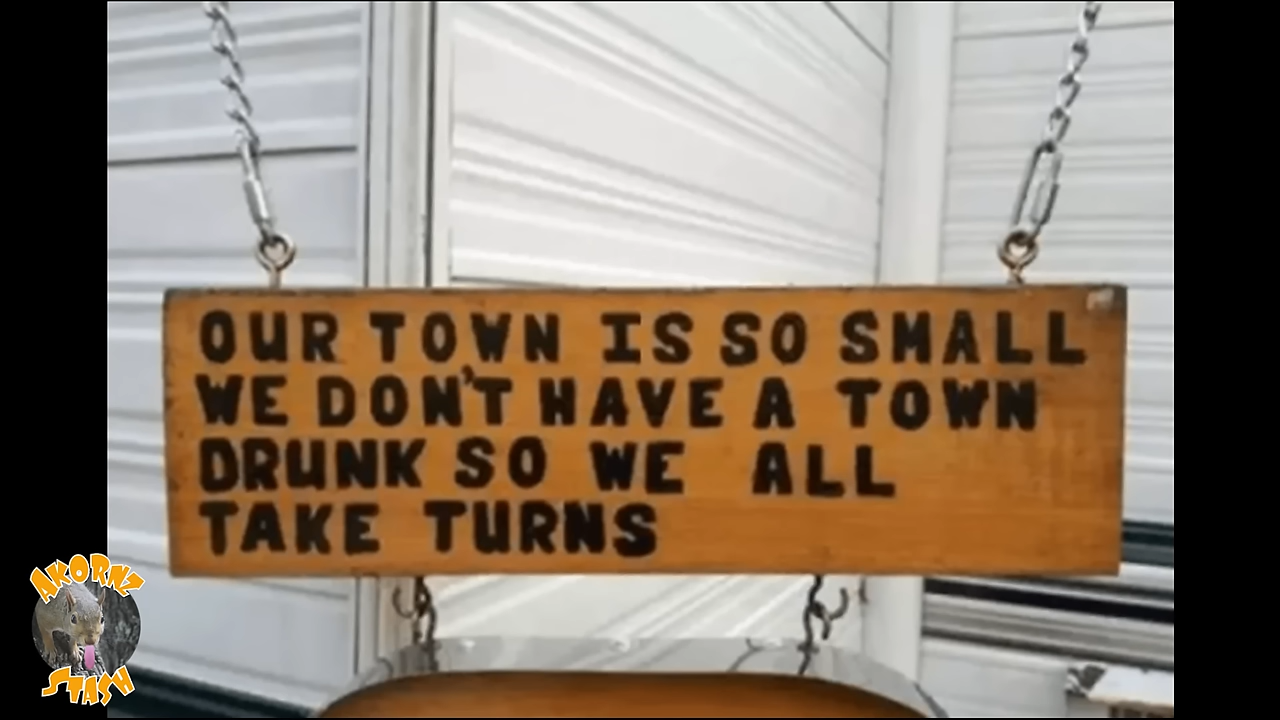 OUR TOWN IS SO SMALL
WE DON'T HAVE A TOWN
DRUNK SO WE ALL
TAKE TURNS
AKORNZ
STASH